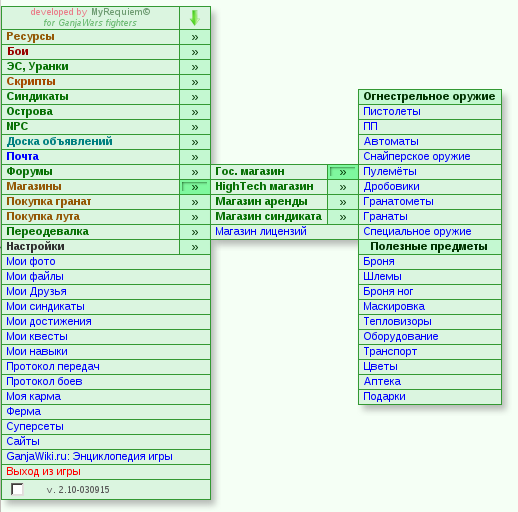 developed by MyRequiem©
for GanjaWars fighters
Ресурсы »
Бои »
ЭС, Уранки »
Скрипты »
Синдикаты »
Острова »
NPC »
Доска объявлений »
Почта »
Форумы »
Магазины »
Покупка гранат »
Покупка лута »
Переодевалка »
Настройки »
Мои фото
Мои файлы
Мои Друзья
Мои синдикаты
Мои достижения
Мои квесты
Мои навыки
Протокол передач
Протокол боев
Моя карма
Ферма
Суперсеты
Сайты
GanjaWiki.ru: Энциклопедия игры
Выход из игры
v. 2.10-030915
Гос. магазин »
HighTech магазин »
Магазин аренды »
Магазин синдиката »
Магазин лицензий
Огнестрельное оружие
Пистолеты
ПП
Автоматы
Снайперское оружие
Пулемёты
Дробовики
Гранатометы
Гранаты
Специальное оружие
Полезные предметы
Броня
Шлемы
Броня ног
Маскировка
Тепловизоры
Оборудование
Транспорт
Цветы
Аптека
Подарки